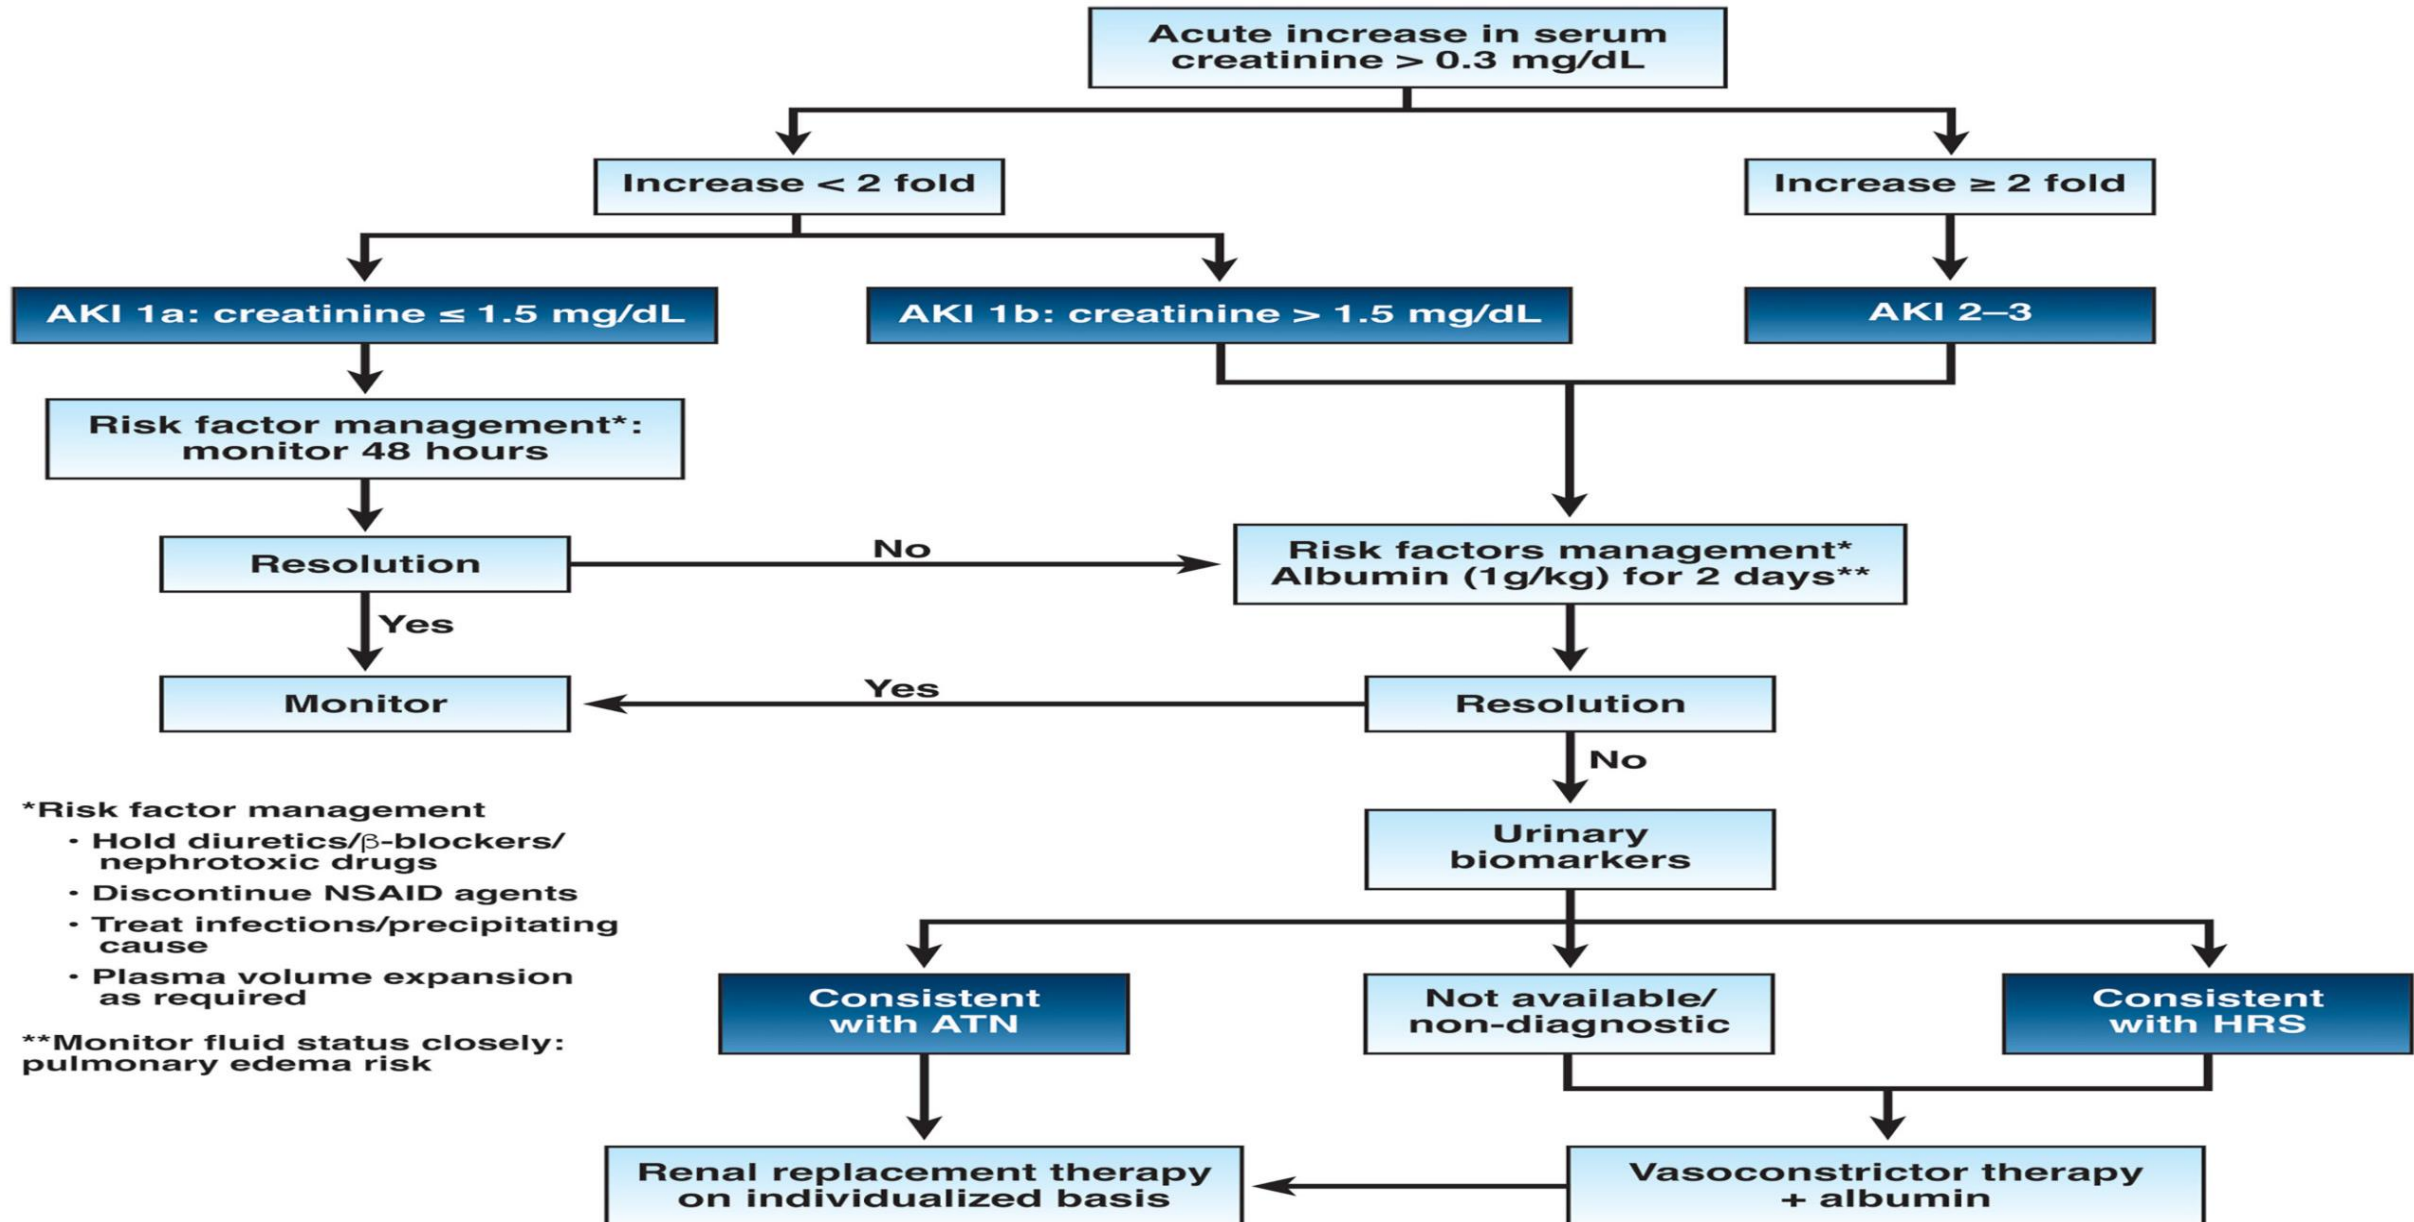 Acute increase in serum
creatinine > 0.3 mg/dL
Increase < 2 fold
Increase ≥ 2 fold
AKI 1a: creatinine ≤ 1.5 mg/dL
AKI 1b: creatinine > 1.5 mg/dL
AKI 2–3
Risk factor management*:
monitor 48 hours
Resolution
No
Risk factors management*
Albumin (1g/kg) for 2 days**
Yes
Monitor
Yes
Resolution
No
Urinary
biomarkers
*Risk factor management
• Hold diuretics/β-blockers/
nephrotoxic drugs
• Discontinue NSAID agents
• Treat infections/precipitating
cause
• Plasma volume expansion
as required
**Monitor fluid status closely:
pulmonary edema risk
Consistent
with ATN
Not available/
non-diagnostic
Consistent
with HRS
Renal replacement therapy
on individualized basis
Vasoconstrictor therapy
+ albumin